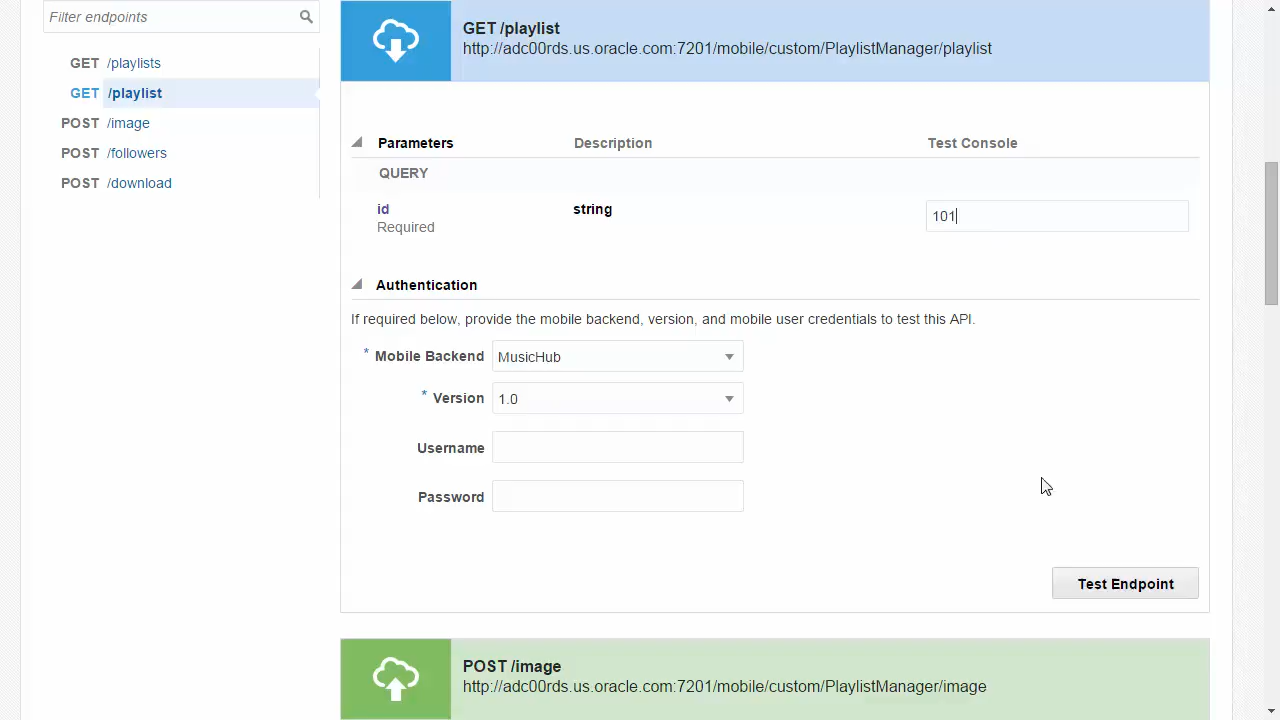 Filter endpoints
GET /playlists
GET /playlist
POST /image
POST /followers
POST /download
GET /playlist
http://adc00rds.us.oracle.com:7201/mobile/custom/PlaylistManager/playlist
Parameters Description Test Console
QUERY
id string 101
Required
Authentication
If required below, provide the mobile backend, version, and mobile user credentials to test this API.
* Mobile Backend MusicHub
* Version 1.0
Username
Password
Test Endpoint
POST /image
http://adc00rds.us.oracle.com:7201/mobile/custom/PlaylistManager/image